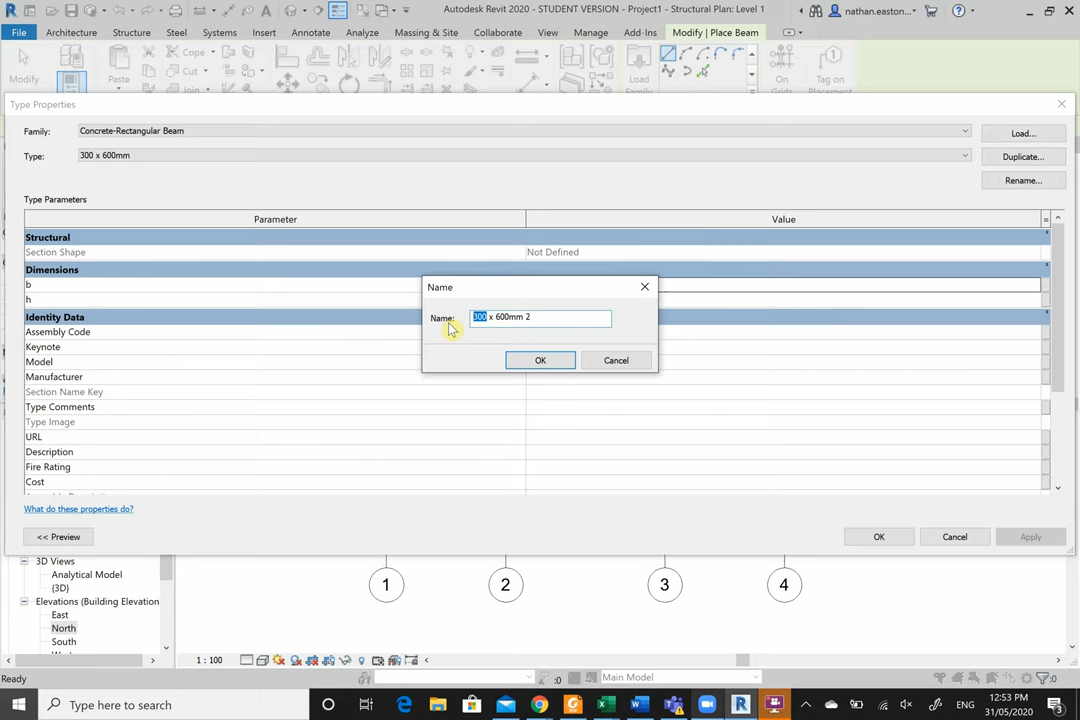 Autodesk Revit 2020 - STUDENT VERSION - Project1 - Structural Plan: Level 1
nathan.easton...
File Architecture Structure Steel Systems Insert Annotate Analyze Massing & Site Collaborate View Manage Add-Ins Modify | Place Beam
Modify
Paste
Cope
Cut
Join
Load
Family
On
Grids
Tag on
Placement
Type Properties
Family:
Concrete-Rectangular Beam
Load...
Type:
300 x 600mm
Duplicate...
Rename...
Type Parameters
Parameter
Value
=
Structural
Section Shape
Not Defined
Dimensions
b
h
Identity Data
Assembly Code
Keynote
Model
Manufacturer
Section Name Key
Type Comments
Type Image
URL
Description
Fire Rating
Cost
Name
Name:
300 x 600mm 2
OK
Cancel
What do these properties do?
<< Preview
OK
Cancel
Apply
3D Views
Analytical Model
{3D}
Elevations (Building Elevation
East
North
South
1 2 3 4
1 : 100
Ready
:0
Main Model
:0
Type here to search
ENG
12:53 PM
31/05/2020
3